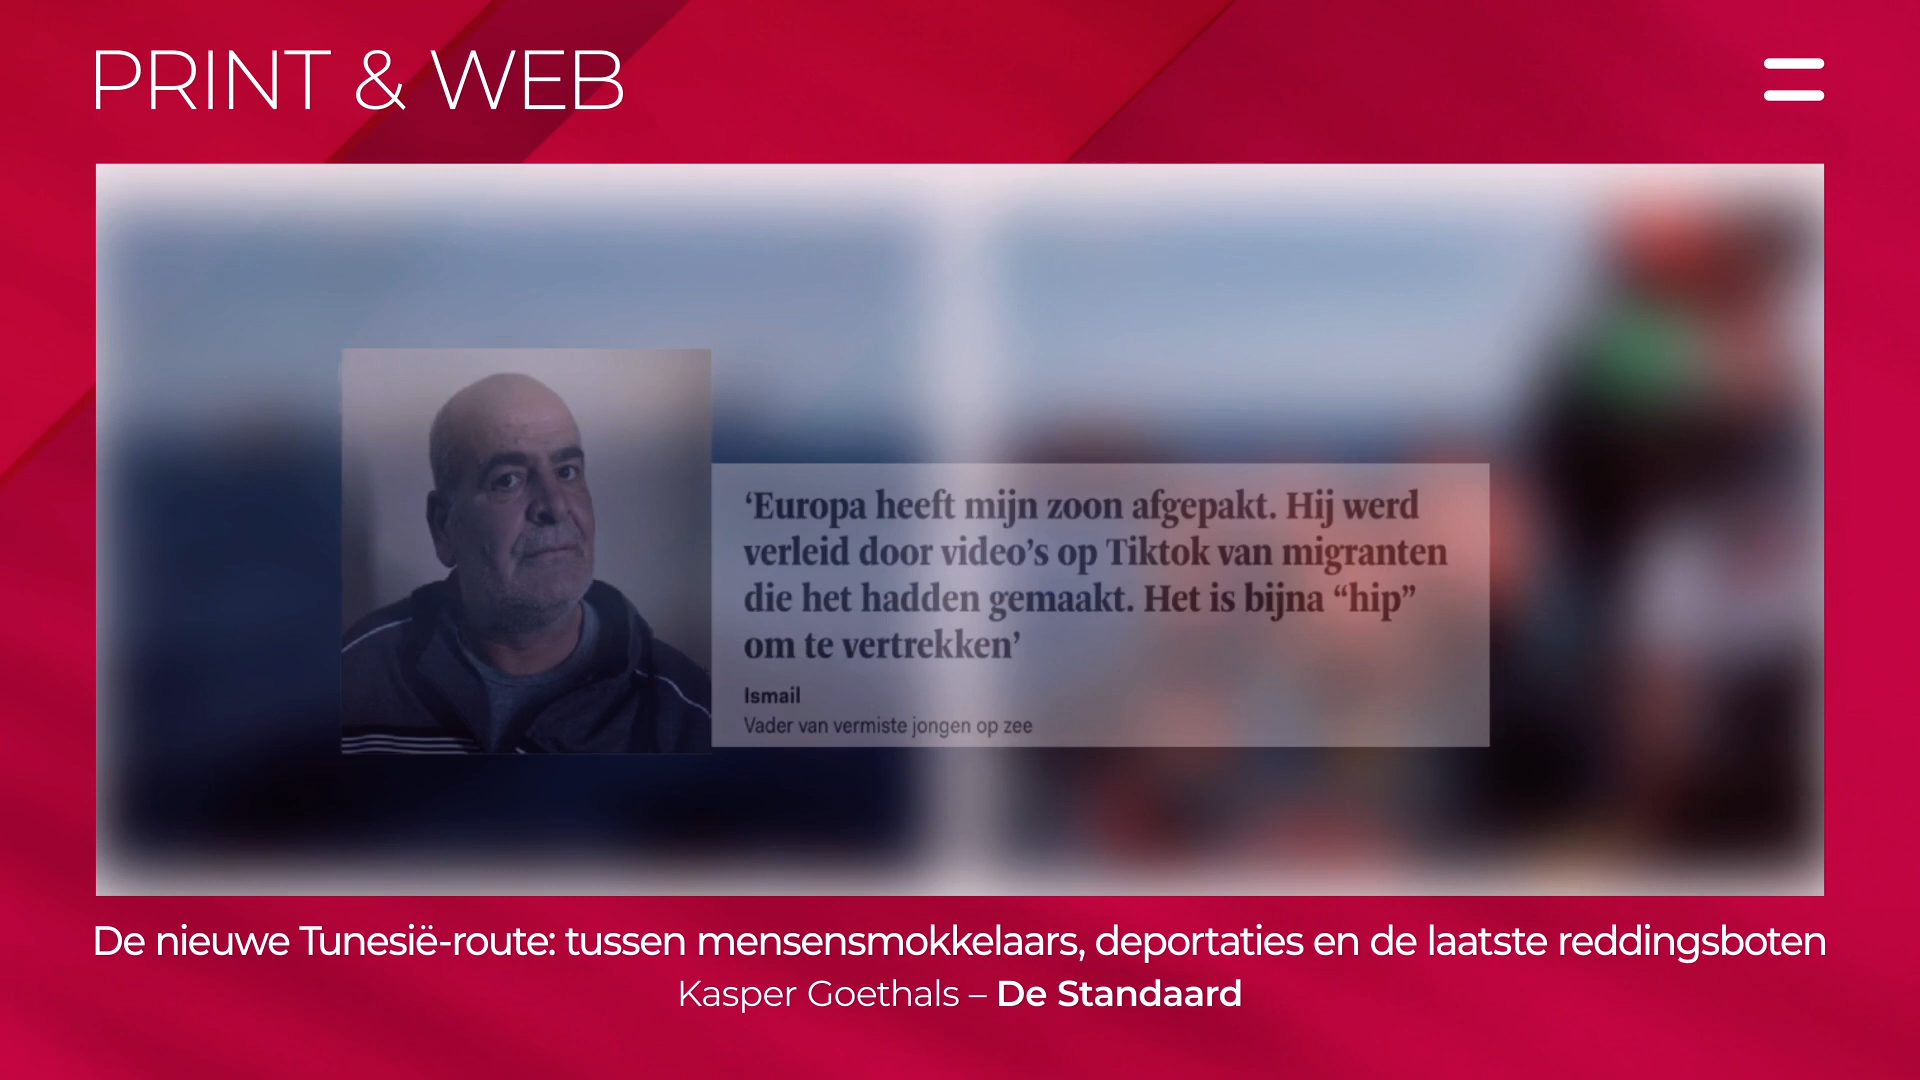 PRINT & WEB
‘Europa heeft mijn zoon afgepakt. Hij werd
verleid door video’s op Tiktok van migranten
die het hadden gemaakt. Het is bijna “hip”
om te vertrekken’
Ismail
Vader van vermiste jongen op zee
De nieuwe Tunesië-route: tussen mensensmokkelaars, deportaties en de laatste reddingsboten
Kasper Goethals – De Standaard